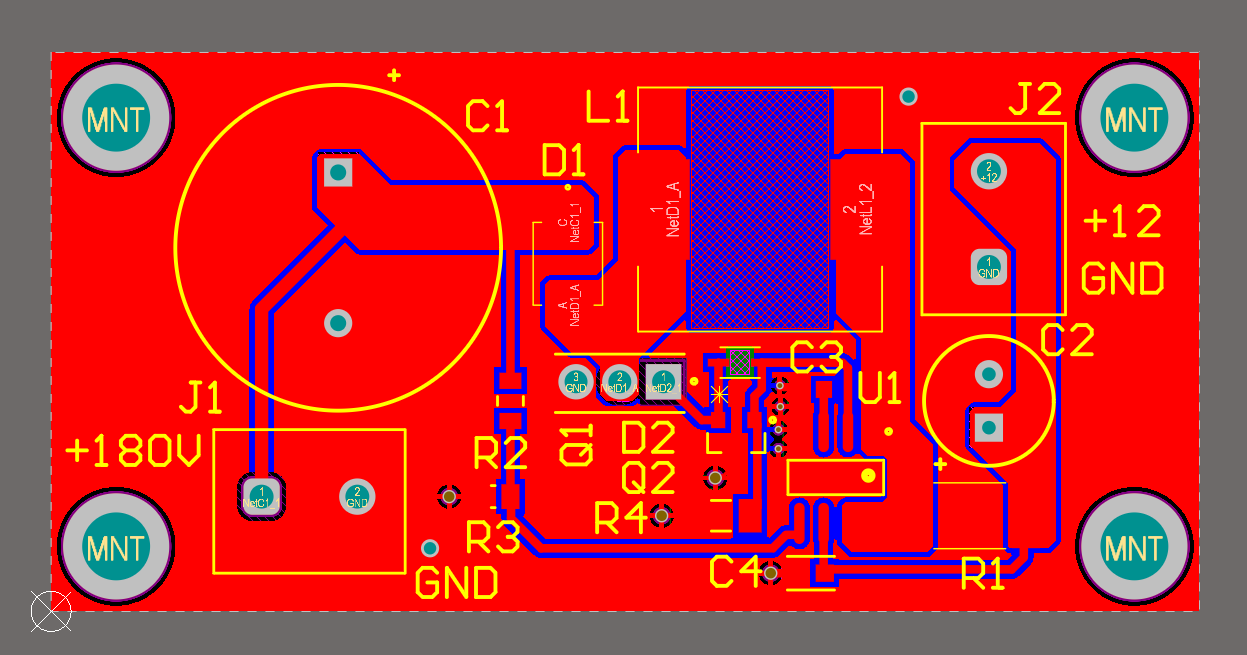 MNT
MNT
+
C1
L1
J2
D1
2
+12
C
NetC1_1
1
NetD1_A
2
NetL1_2
+12
1
GND
GND
A
NetD1_A
C3
C2
3
GND
2
NetD1_A
1
NetD2_
U1
J1
+180V
R2
Q1
D2
Q2
+
1
NetC1_1
2
GND
R3
R4
MNT
MNT
GND
C4
R1